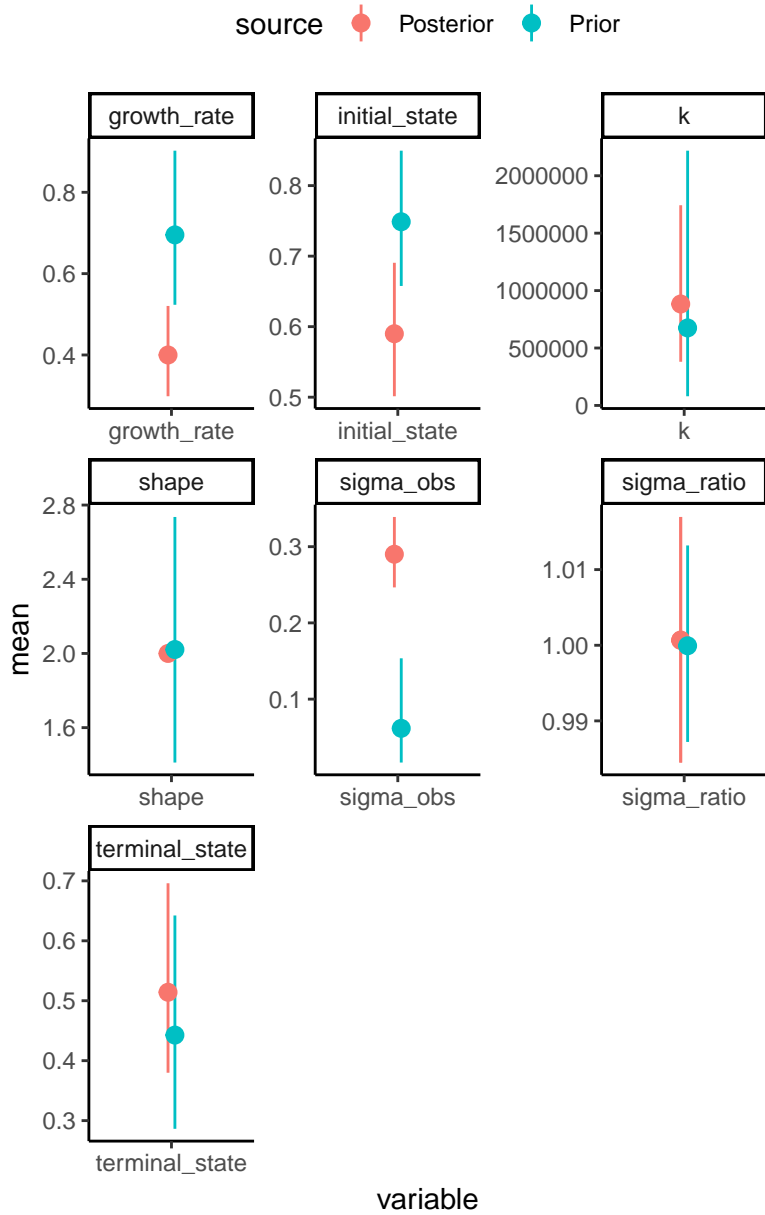 source Posterior Prior
growth_rate initial_state k
0.8
0.6
0.4
growth_rate
0.8
0.7
0.6
0.5
initial_state
2000000
1500000
1000000
500000
0
k
shape sigma_obs sigma_ratio
mean
2.8
2.4
2.0
1.6
shape
0.3
0.2
0.1
sigma_obs
1.01
1.00
0.99
sigma_ratio
terminal_state
0.7
0.6
0.5
0.4
0.3
terminal_state
variable